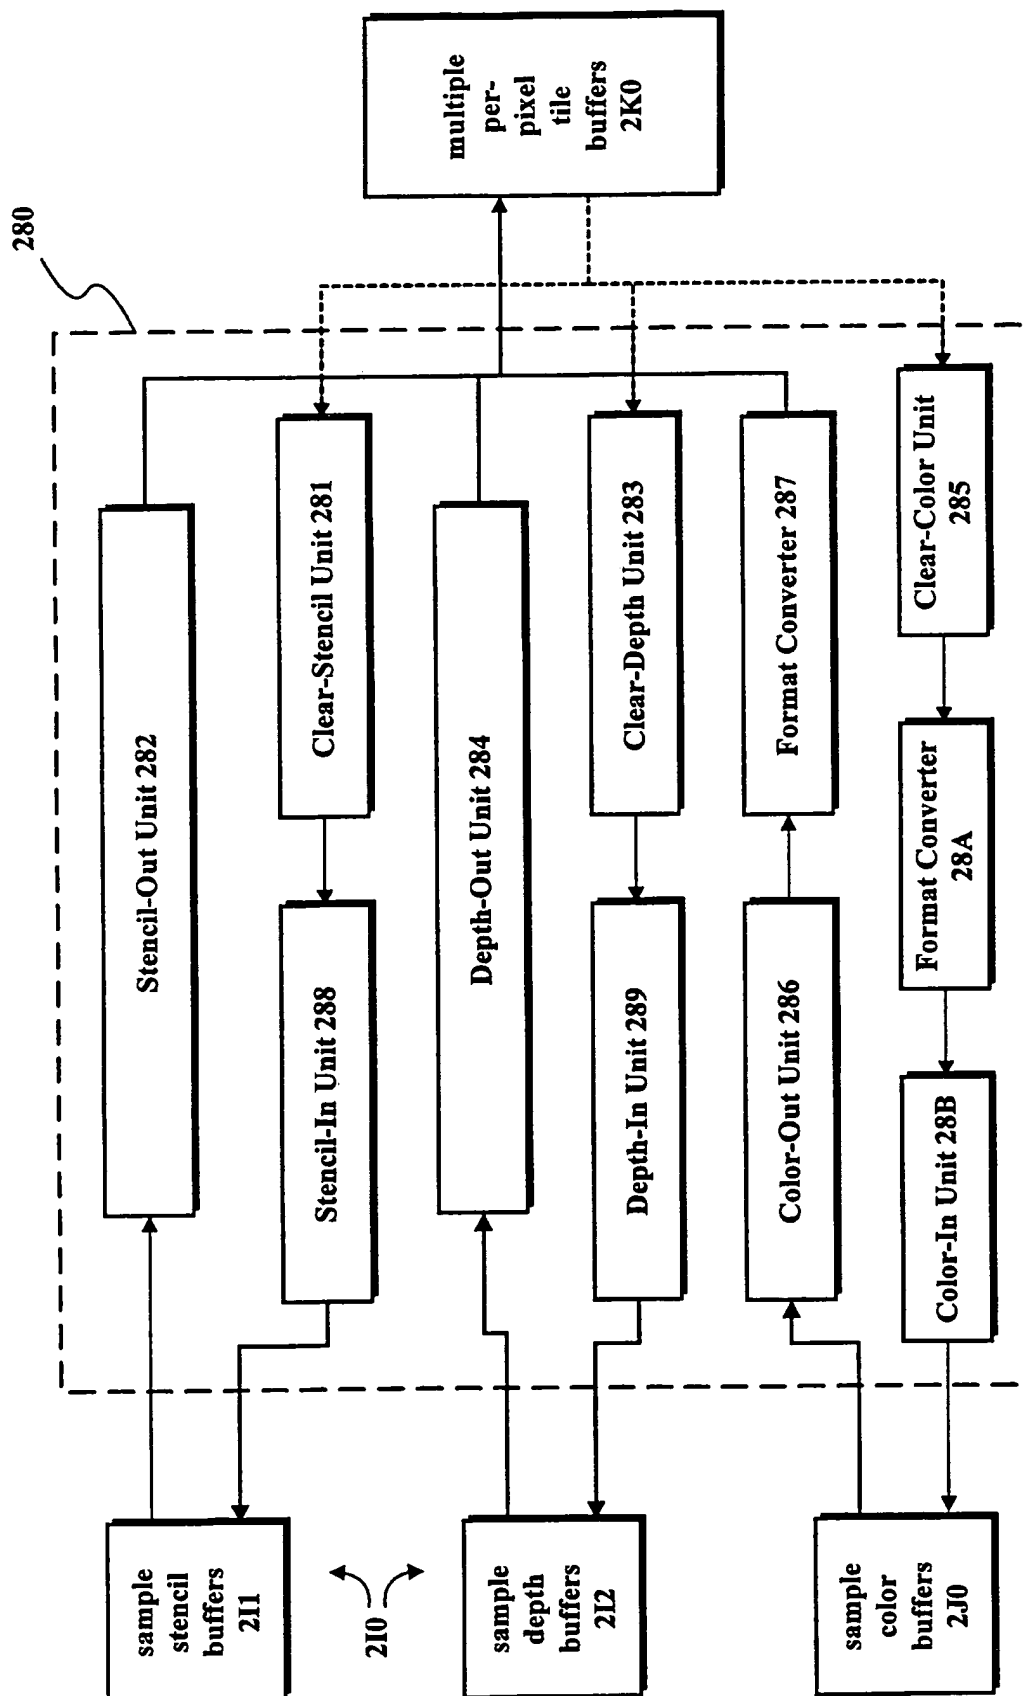 280
multiple
per-
pixel
tile
buffers
2K0
Stencil-Out Unit 282
Clear-Stencil Unit 281
Stencil-In Unit 288
Depth-Out Unit 284
Clear-Depth Unit 283
Depth-In Unit 289
Format Converter 287
Color-Out Unit 286
Clear-Color Unit
285
Format Converter
28A
Color-In Unit 28B
sample
stencil
buffers
2I1
2I0
sample
depth
buffers
2I2
sample
color
buffers
2J0